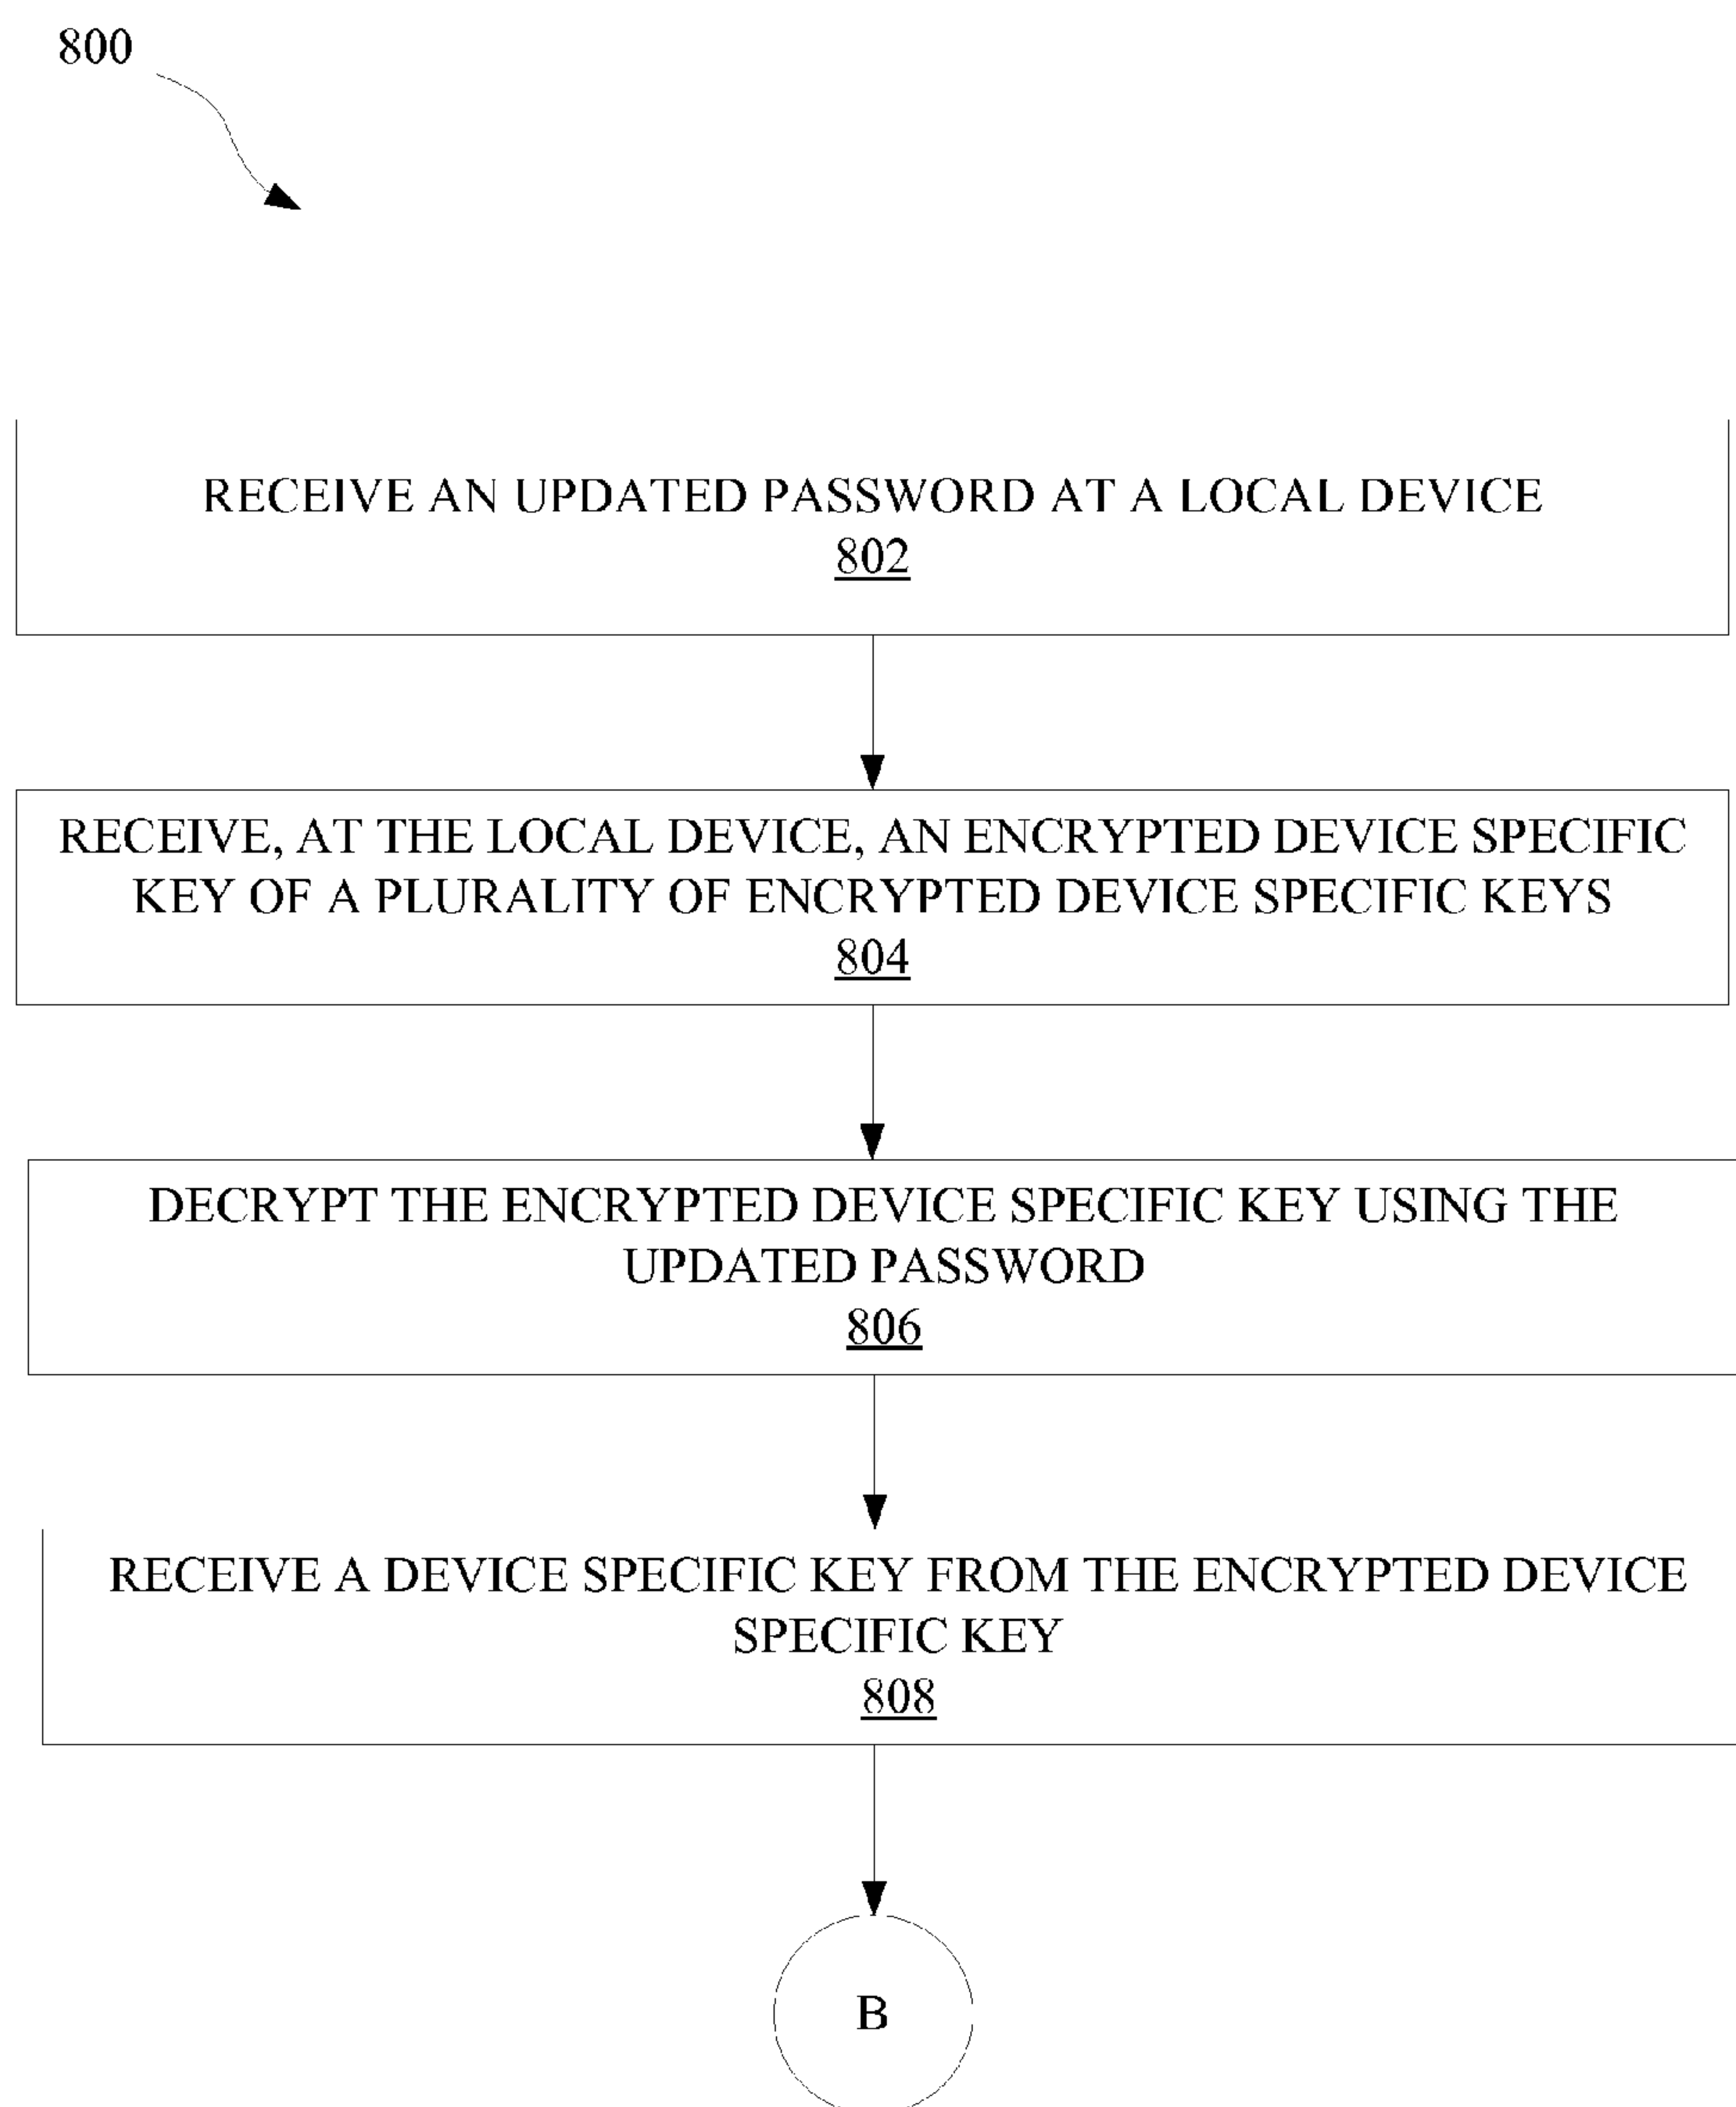 800
RECEIVE AN UPDATED PASSWORD AT A LOCAL DEVICE
802
RECEIVE, AT THE LOCAL DEVICE, AN ENCRYPTED DEVICE SPECIFIC
KEY OF A PLURALITY OF ENCRYPTED DEVICE SPECIFIC KEYS
804
DECRYPT THE ENCRYPTED DEVICE SPECIFIC KEY USING THE
UPDATED PASSWORD
806
RECEIVE A DEVICE SPECIFIC KEY FROM THE ENCRYPTED DEVICE
SPECIFIC KEY
808
B